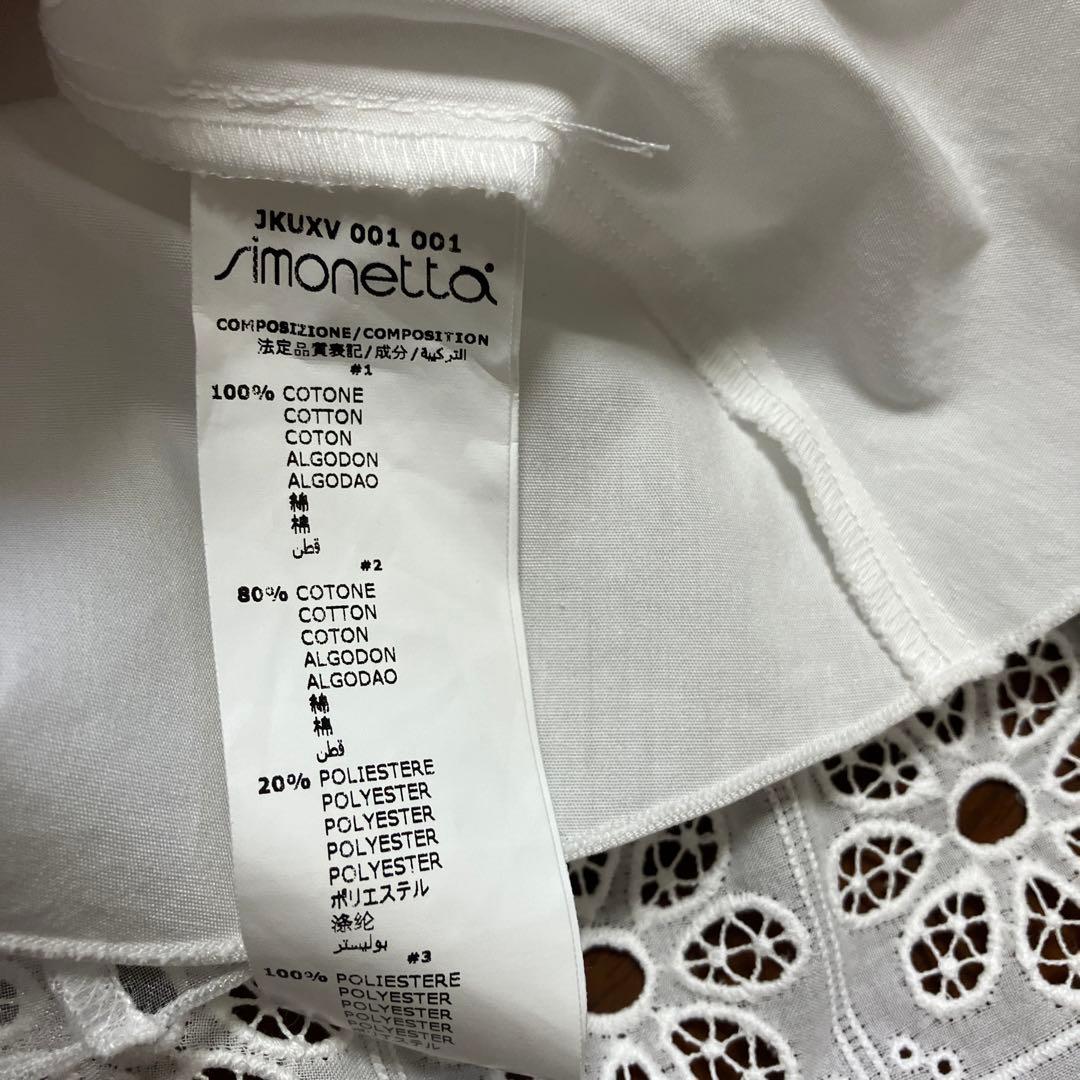 JKUXV 001 001
simonetta
COMPOSIZIONE/COMPOSITION
法定品質表記/成分/التركيبة
#1
100% COTONE
COTTON
COTON
ALGODON
ALGODAO
綿
棉
قطن
#2
80% COTONE
COTTON
COTON
ALGODON
ALGODAO
綿
棉
قطن
20% POLIESTERE
POLYESTER
POLYESTER
POLYESTER
POLYESTER
ポリエステル
涤纶
بوليستر
#3
100% POLIESTERE
POLYESTER
POLYESTER
POLYESTER